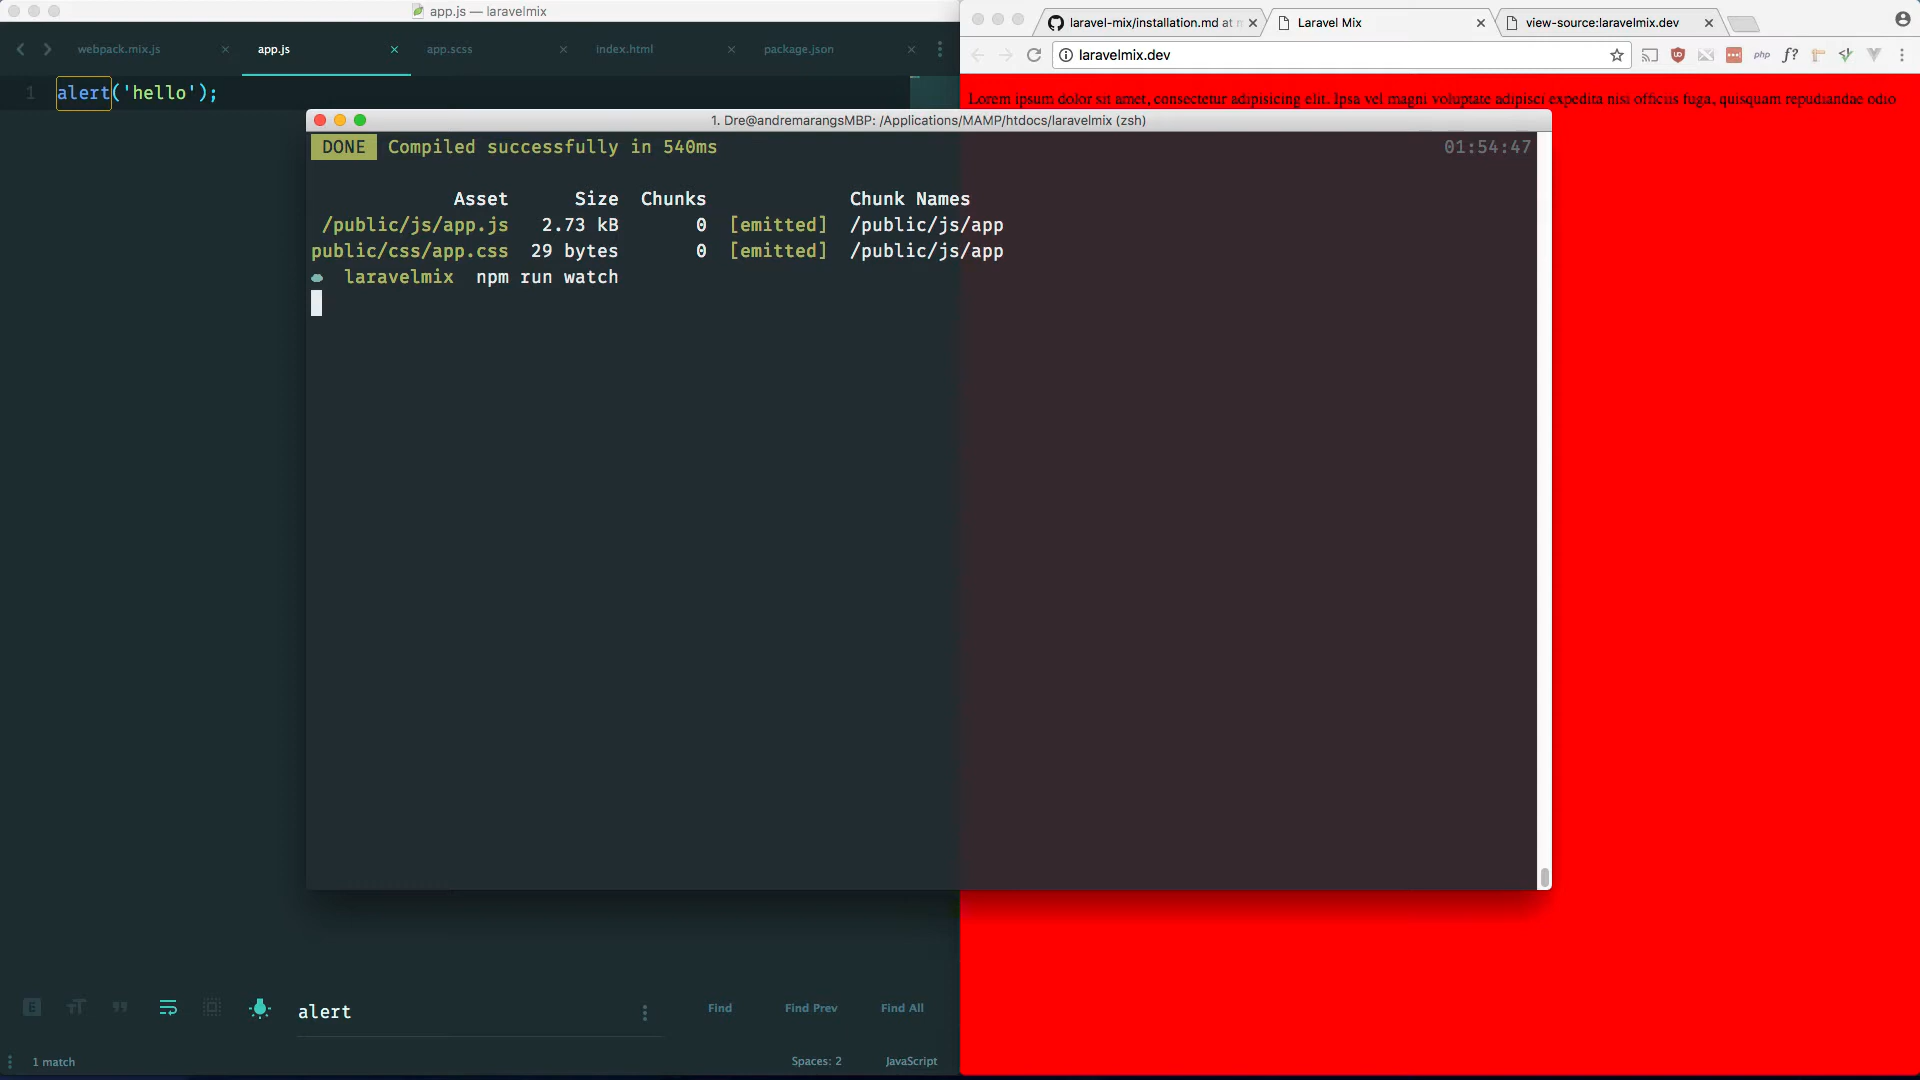 app.js — laravelmix
webpack.mix.js
app.js
app.scss
index.html
package.json
1 alert('hello');
laravel-mix/installation.md at
Laravel Mix
view-source:laravelmix.dev
laravelmix.dev
php
f?
Lorem ipsum dolor sit amet, consectetur adipisicing elit. Ipsa vel magni voluptate adipisci expedita nisi officiis fuga, quisquam repudiandae odio
1. Dre@andremarangsMBP: /Applications/MAMP/htdocs/laravelmix (zsh)
DONE Compiled successfully in 540ms 01:54:47
Asset Size Chunks Chunk Names
/public/js/app.js 2.73 kB 0 [emitted] /public/js/app
public/css/app.css 29 bytes 0 [emitted] /public/js/app
laravelmix npm run watch
alert
Find
Find Prev
Find All
1 match
Spaces: 2
JavaScript